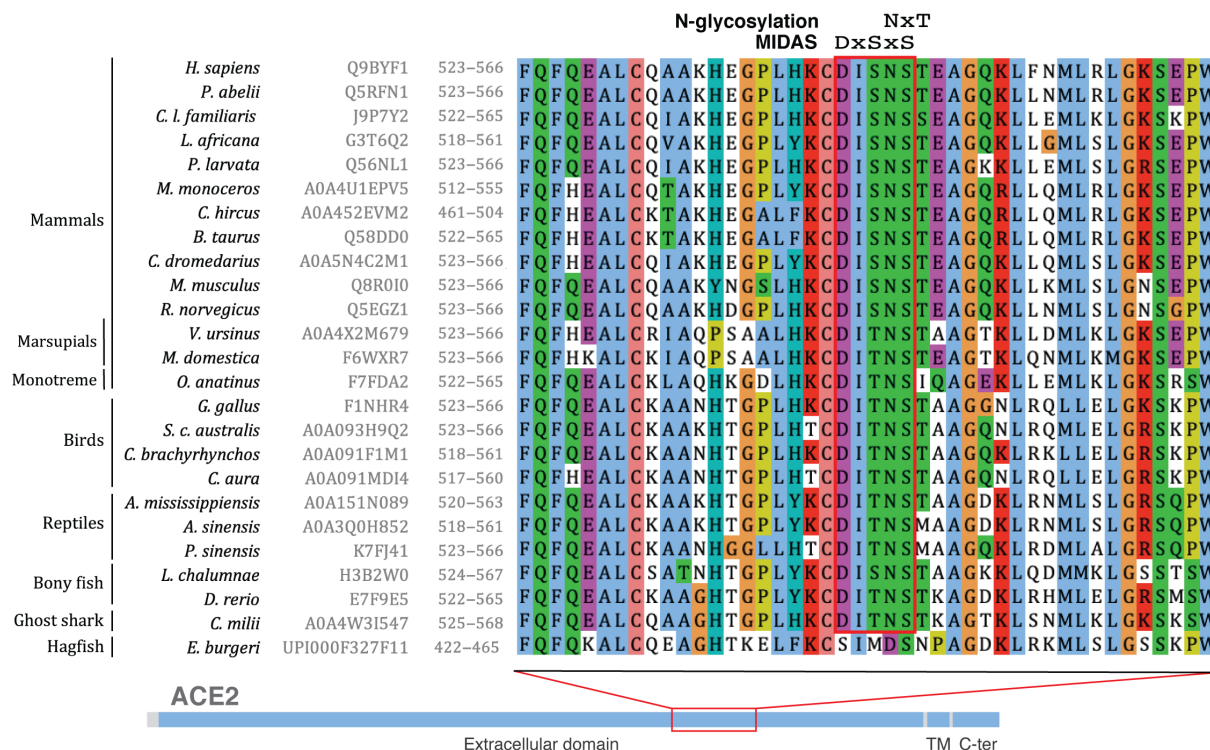 N-glycosylation NxT
MIDAS DxSxS
H. sapiens Q9BYF1 523–566 FQFQEALCQAAKHEGPLHKCDISNSTEAGQKLFNMLRLGKSEPW
P. abelii Q5RFN1 523–566 FQFQEALCQAAKHEGPLHKCDISNSTEAGQKLLNMLRLGKSEPW
C. l. familiaris J9P7Y2 522–565 FQFQEALCQIAKHEGPLHKCDISNSSEAGQKLLEMLKLGKSKPW
L. africana G3T6Q2 518–561 FQFQEALCQVAKHEGPLYKCDISNSTEAGQKLLGMLSLGKSEPW
P. larvata Q56NL1 523–566 FQFQEALCQIAKHEGPLHKCDISNSSEAGKKLLEMLRLGKSEPW
M. monoceros A0A4U1EPV5 512–555 FQFHEALCQTAKHEGPLYKCDISNSTEAGQRLLQMLRLGKSEPW
Mammals
C. hircus A0A452EVM2 461–504 FQFHEALCKTAKHEGALFKCDISNSTEAGQRLLQMLRLGKSEPW
B. taurus Q58DD0 522–565 FQFHEALCKTAKHEGALFKCDISNSTEAGQRLLQMLRLGKSEPW
C. dromedarius A0A5N4C2M1 523–566 FQFHEALCQIAKHEGPLYKCDISNSSEAGQKLLKMLSLGKSEPW
M. musculus Q8R0I0 523–566 FQFQEALCQAAKYNGSLHKCDISNSTEAGQKLLKMLSLGNSEPW
R. norvegicus Q5EGZ1 523–566 FQFQEALCQAAKHDGPLHKCDISNSTEAGQKLLNMLSLGNSGPW
Marsupials
V. ursinus A0A4X2M679 523–566 FQFHEALCRIAQPSAALHKCDITNSTAAGTKLLDMLKLGKSEPW
M. domestica F6WXR7 523–566 FQFHKALCKIAQPSAALHKCDITNSTEAGTKLQNMLKMGKSEPW
Monotreme O. anatinus F7FDA2 522–565 FQFQEALCKLAQHKGDLHKCDITNSIQAGEKLLEMLKLGKSRSW
G. gallus F1NHR4 523–566 FQFQEALCKAANHTGPLHKCDITNSTAAGGNLRQLLELGKSKPW
Birds
S. c. australis A0A093H9Q2 523–566 FQFQEALCKAANHTGPLHTCDITNSTAAGQNLRQMLELGRSKPW
C. brachyrhynchos A0A091F1M1 518–561 FQFQEALCKAANHTGPLHKCDITNSTAAGQKLRKLLELGRSKPW
C. aura A0A091MDI4 517–560 FQFHEALCKAANHTGPLHTCDITNSTAAGQNLRQLLELGRSKPW
A. mississippiensis A0A151N089 520–563 FQFQEALCKAAKHTGPLYKCDITNSTAAGDKLRNMLSLGRSQPW
Reptiles
A. sinensis A0A3Q0H852 518–561 FQFQEALCKAAKHTGPLYKCDITNSMAAGDKLRNMLSLGRSQPW
P. sinensis K7FJ41 523–566 FQFQEALCKAANHGGLLHTCDITNSMAAGQKLRDMLALGRSQPW
Bony fish
L. chalumnae H3B2W0 524–567 FQFQEALCSATNHTGPLYKCDISNSTAAGKKLQDMMKLGSSTSW
D. rerio E7F9E5 522–565 FQFQEALCKAAGHTGPLHKCDITNSTKAGDKLRHMLELGRSMSW
Ghost shark C. milii A0A4W3I547 525–568 FQFQEALCQAAGHTGPLHKCDITNSTKAGTKLSNMLKLGKSKSW
Hagfish E. burgeri UPI000F327F11 422–465 FQFKALCQEAGHTKELFKCSIMDSNPAGDKLRKMLRLGSSKPW
ACE2
Extracellular domain TM C-ter